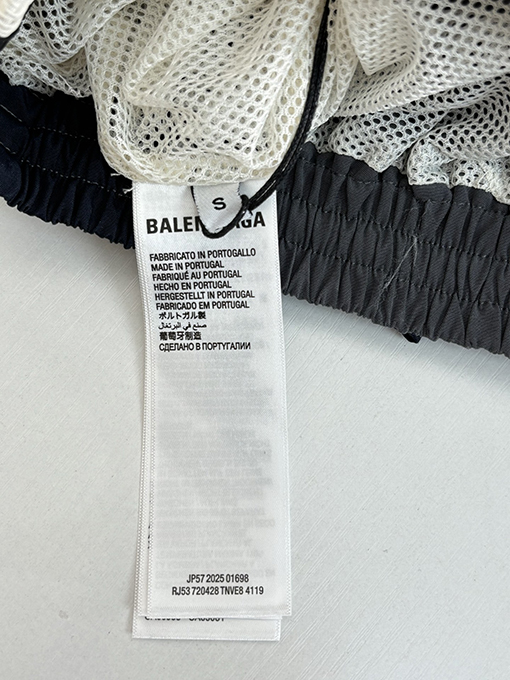 S
FABBRICATO IN PORTOGALLO
MADE IN PORTUGAL
FABRIQUÉ AU PORTUGAL
HECHO EN PORTUGAL
HERGESTELLT IN PORTUGAL
FABRICADO EM PORTUGAL
ポルトガル製
صنع في البرتغال
葡萄牙制造
СДЕЛАНО В ПОРТУГАЛИИ
JP57 2025 01698
RJ53 720428 TNVE8 4119